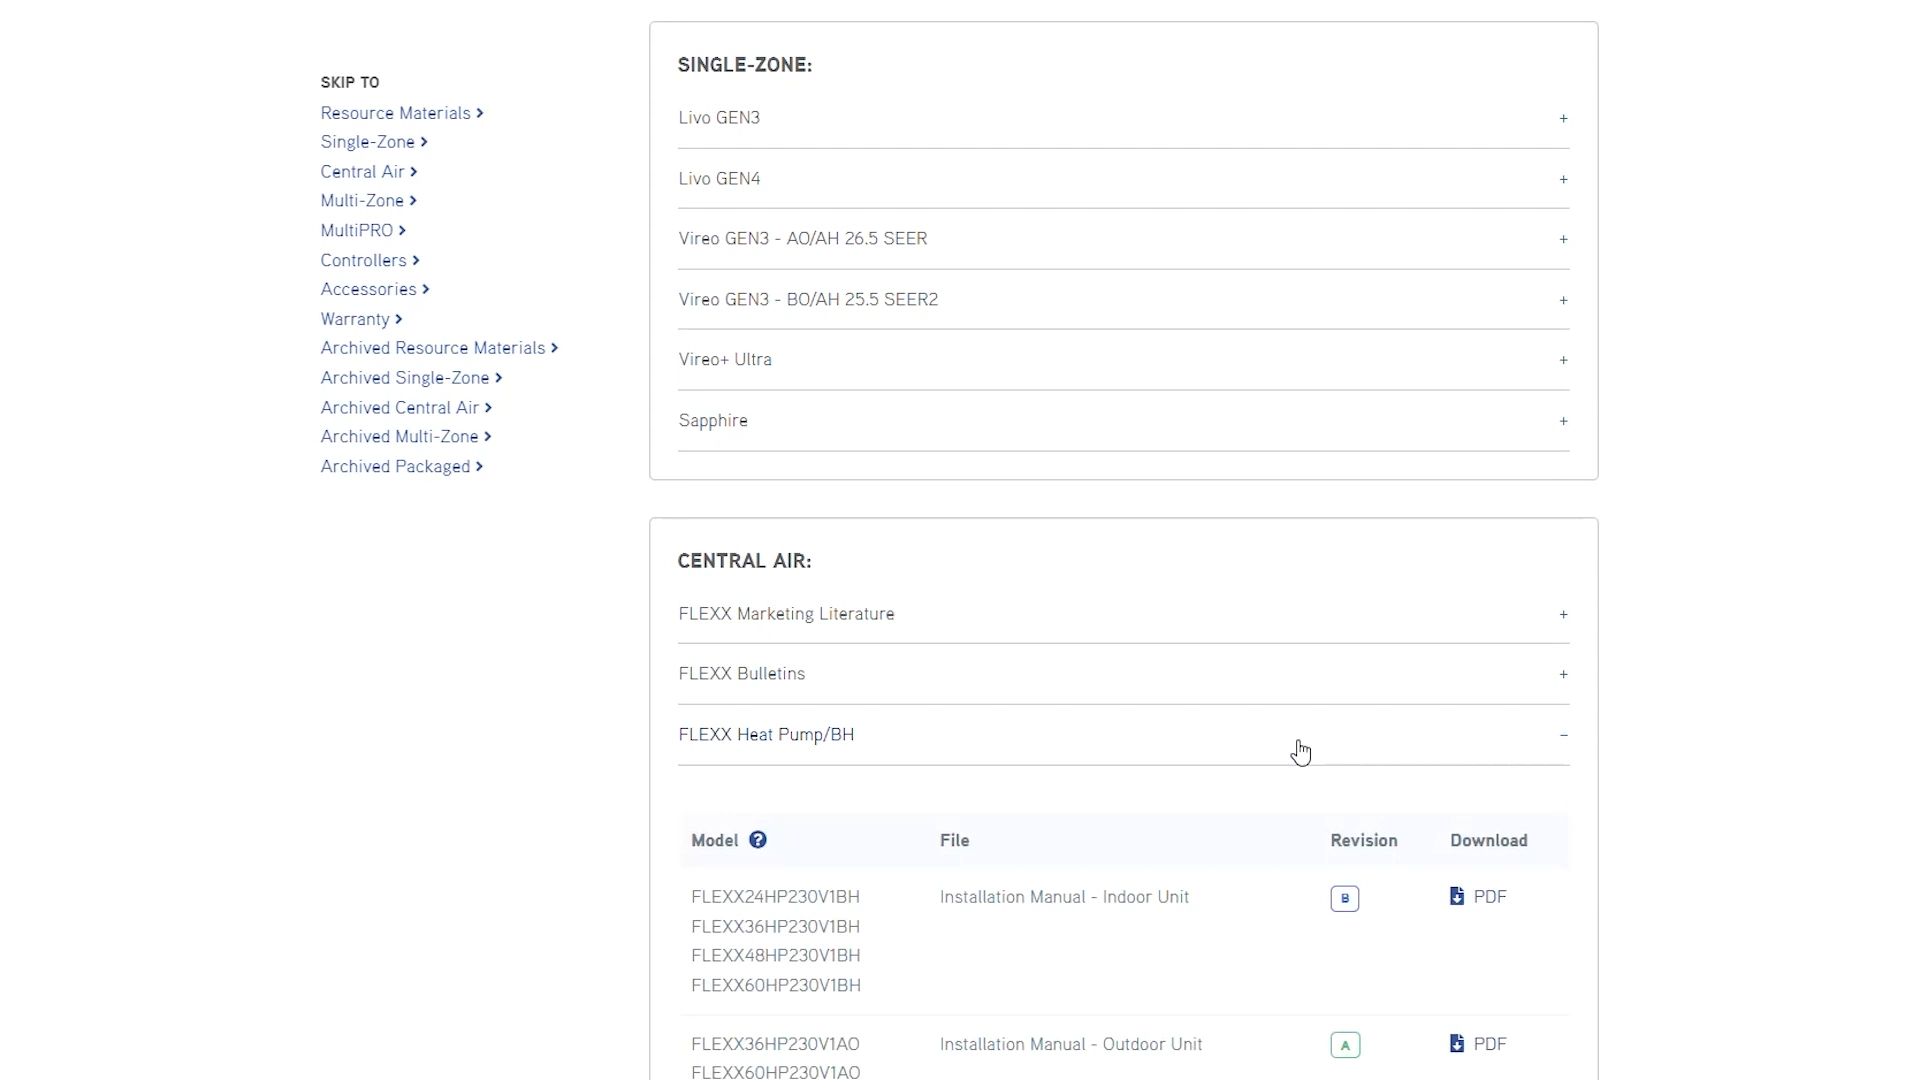 SKIP TO
Resource Materials
Single-Zone
Central Air
Multi-Zone
MultiPRO
Controllers
Accessories
Warranty
Archived Resource Materials
Archived Single-Zone
Archived Central Air
Archived Multi-Zone
Archived Packaged
SINGLE-ZONE:
Livo GEN3 +
Livo GEN4 +
Vireo GEN3 - AO/AH 26.5 SEER +
Vireo GEN3 - BO/AH 25.5 SEER2 +
Vireo+ Ultra +
Sapphire +
CENTRAL AIR:
FLEXX Marketing Literature +
FLEXX Bulletins +
FLEXX Heat Pump/BH −
Model ? File Revision Download
FLEXX24HP230V1BH Installation Manual - Indoor Unit B PDF
FLEXX36HP230V1BH
FLEXX48HP230V1BH
FLEXX60HP230V1BH
FLEXX36HP230V1AO Installation Manual - Outdoor Unit A PDF
FLEXX60HP230V1AO